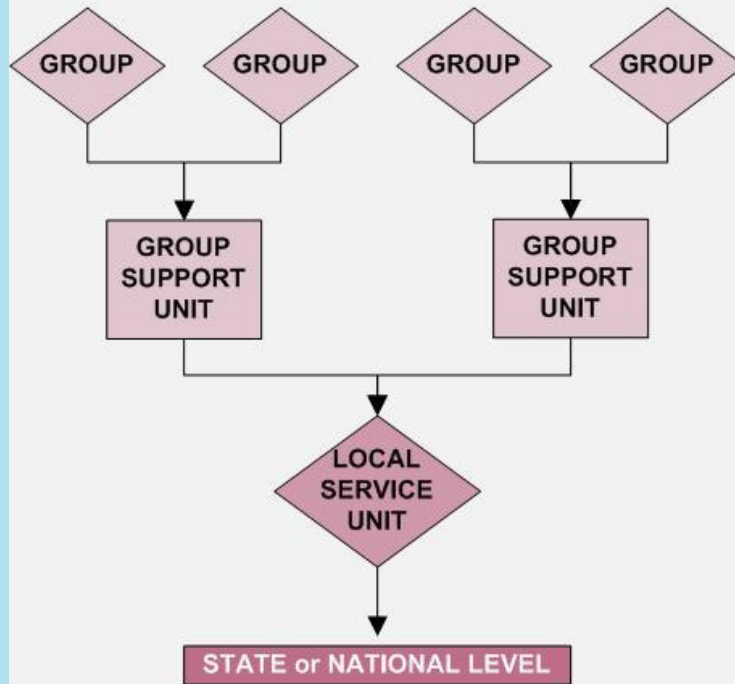 GROUP
GROUP
GROUP
GROUP
GROUP
SUPPORT
UNIT
GROUP
SUPPORT
UNIT
LOCAL
SERVICE
UNIT
STATE or NATIONAL LEVEL